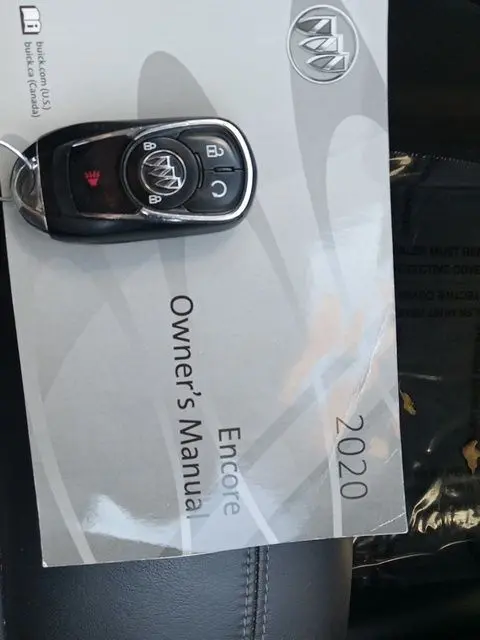 2020
Encore
Owner's Manual
buick.com (U.S.)
buick.ca (Canada)